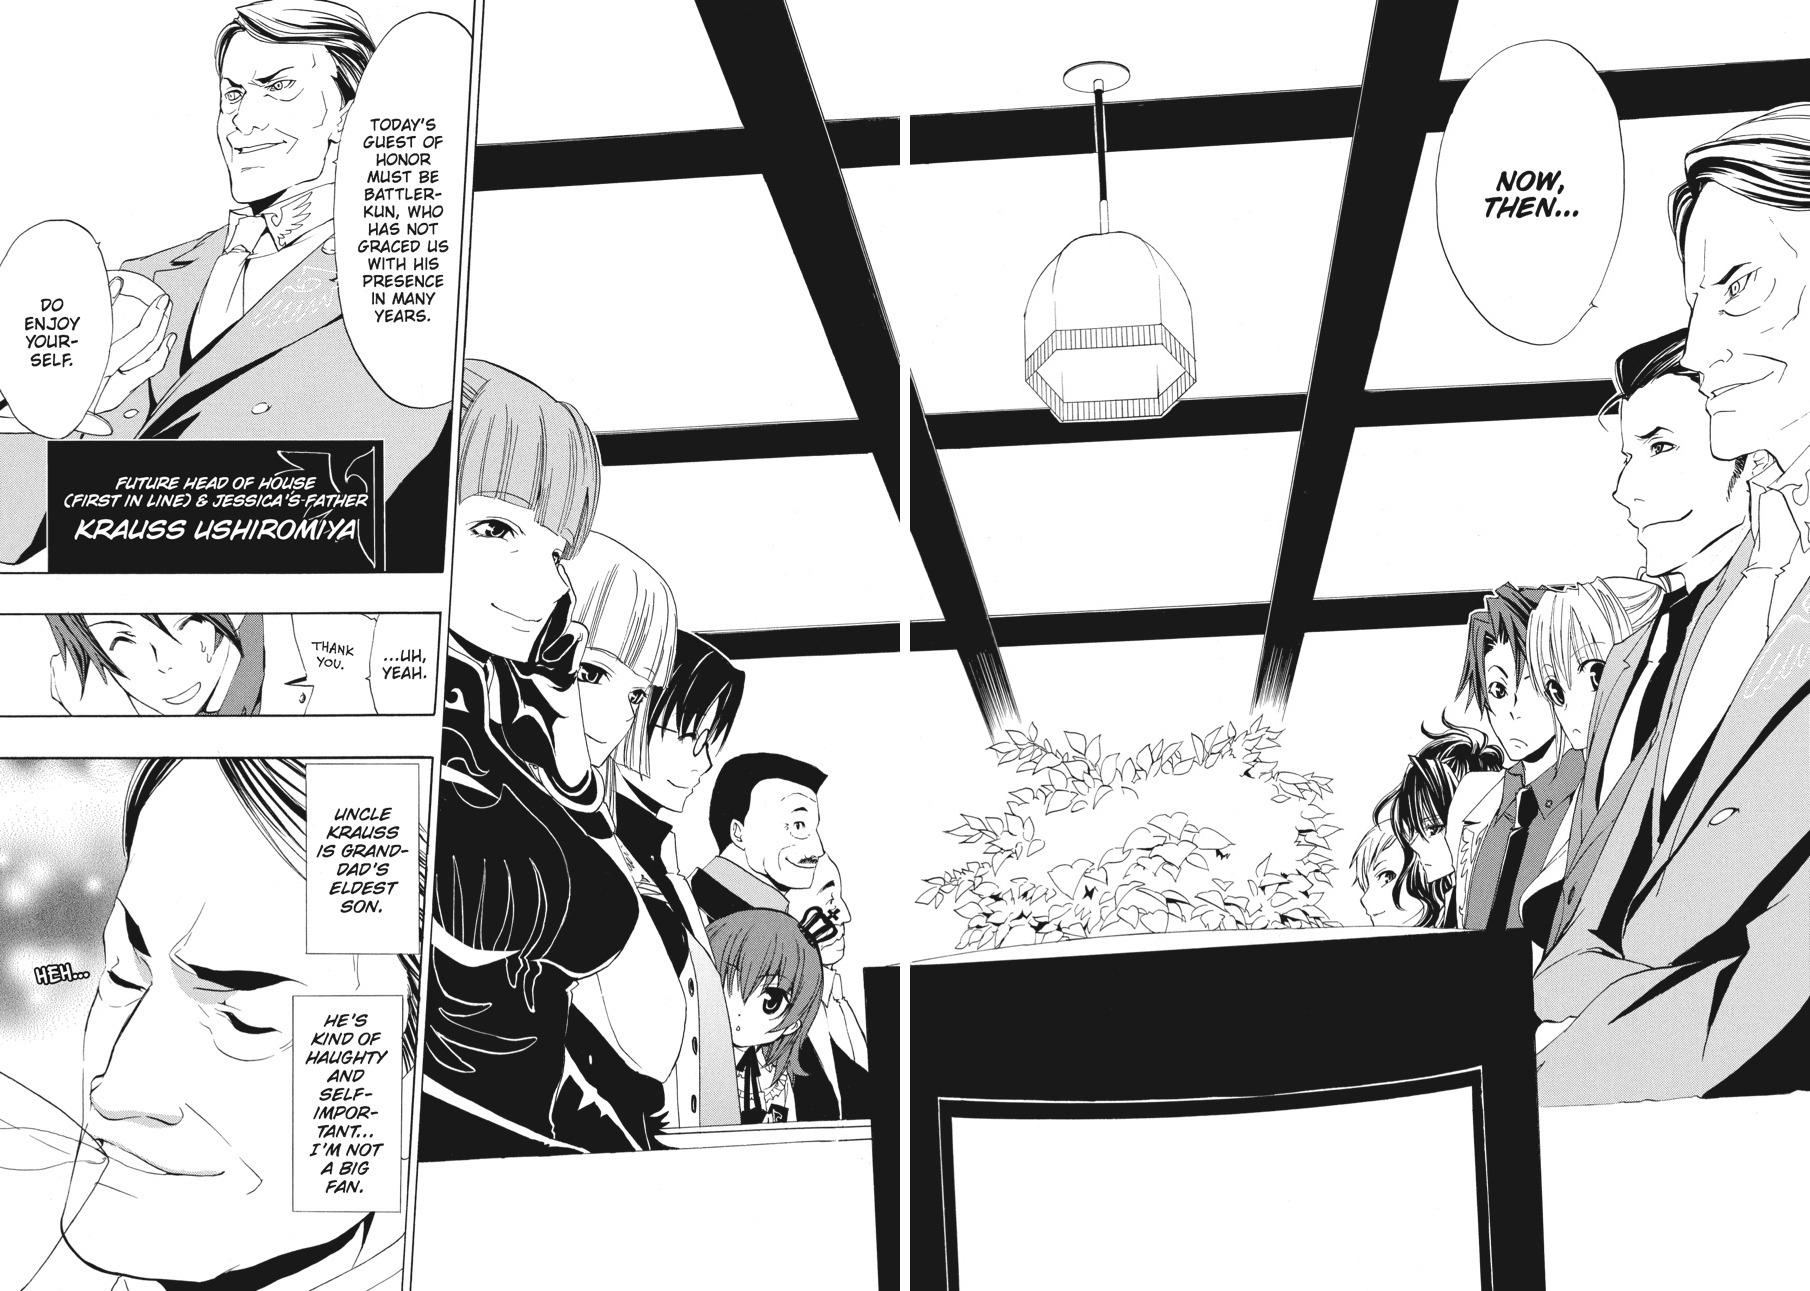 NOW,
THEN...
TODAY'S
GUEST OF
HONOR
MUST BE
BATTLER-
KUN, WHO
HAS NOT
GRACED US
WITH HIS
PRESENCE
IN MANY
YEARS.
DO
ENJOY
YOUR-
SELF.
FUTURE HEAD OF HOUSE
(FIRST IN LINE) & JESSICA'S FATHER
KRAUSS USHIROMIYA
...UH,
YEAH.
THANK
YOU.
UNCLE
KRAUSS
IS GRAND-
DAD'S
ELDEST
SON.
HEH...
HE'S
KIND OF
HAUGHTY
AND
SELF-
IMPOR-
TANT...
I'M NOT
A BIG
FAN.